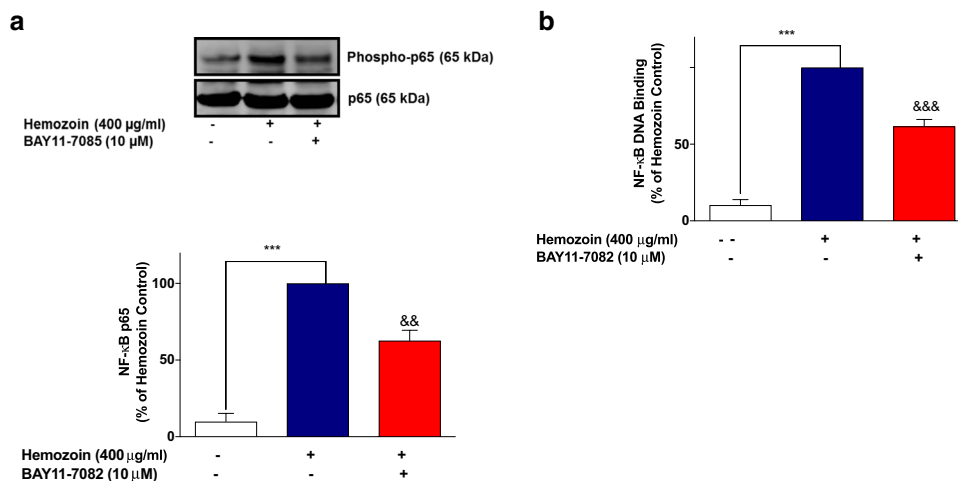 a
Phospho-p65 (65 kDa)
p65 (65 kDa)
Hemozoin (400 µg/ml) - + +
BAY11-7085 (10 µM) - - +
***
100
&&
50
0
NF-κB p65
(% of Hemozoin Control)
Hemozoin (400 µg/ml) - + +
BAY11-7082 (10 µM) - - +
b
***
&&&
50
0
NF-κB DNA Binding
(% of Hemozoin Control)
Hemozoin (400 µg/ml) - - + +
BAY11-7082 (10 µM) - - +